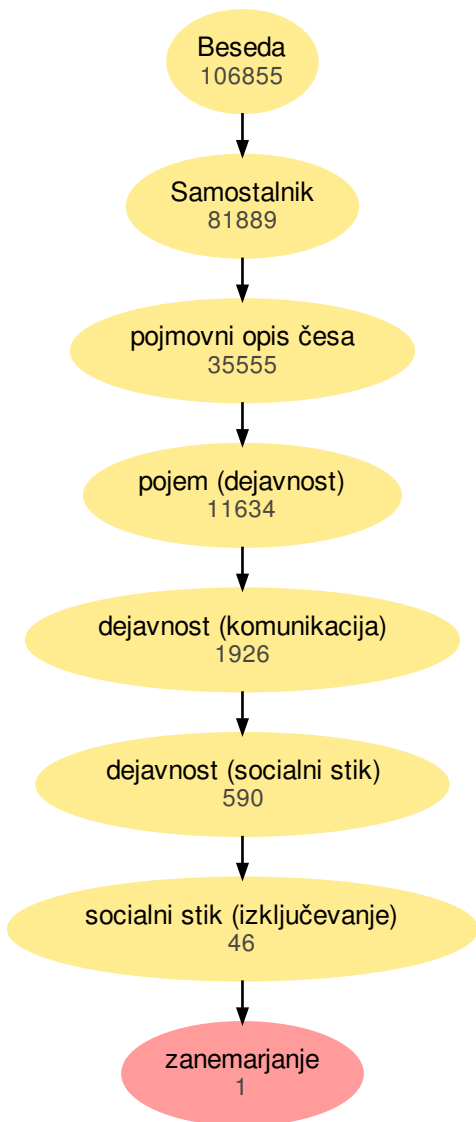 Beseda
106855
Samostalnik
81889
pojmovni opis česa
35555
pojem (dejavnost)
11634
dejavnost (komunikacija)
1926
dejavnost (socialni stik)
590
socialni stik (izključevanje)
46
zanemarjanje
1